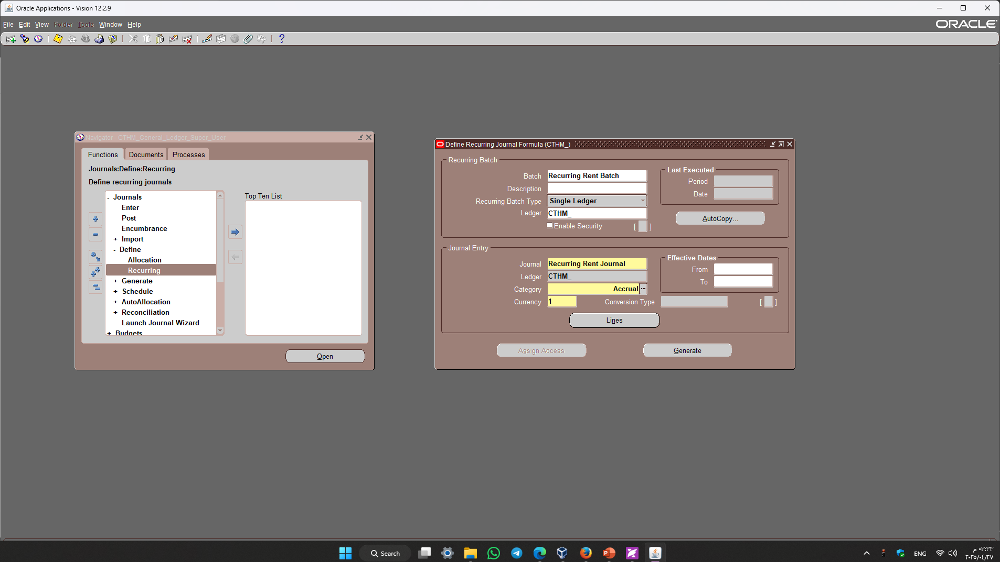 Oracle Applications - Vision 12.2.9
File Edit View Folder Tools Window Help
ORACLE
Navigator - CTHM_General_Ledger_Super_User
Functions Documents Processes
Journals:Define:Recurring
Define recurring journals
Top Ten List
- Journals
Enter
Post
Encumbrance
+ Import
- Define
Allocation
Recurring
+ Generate
+ Schedule
+ AutoAllocation
+ Reconciliation
Launch Journal Wizard
+ Budgets
Open
Define Recurring Journal Formula (CTHM_)
Recurring Batch
Batch Recurring Rent Batch
Description
Recurring Batch Type Single Ledger
Ledger CTHM_
Enable Security [ ]
Last Executed
Period
Date
AutoCopy...
Journal Entry
Journal Recurring Rent Journal
Ledger CTHM_
Category Accrual ...
Currency 1 Conversion Type [ ]
Effective Dates
From
To
Lines
Assign Access Generate
Search
ENG
٠٣:٣٣ م
٢٠٢٥/٠٤/٢٧